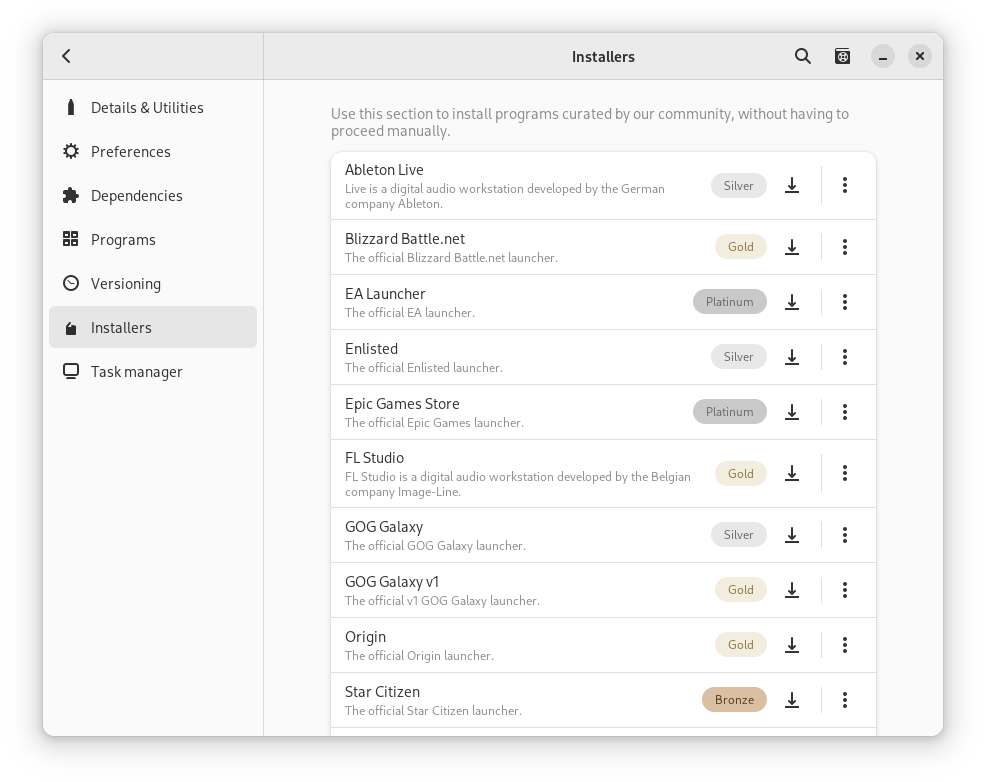 Installers
Details & Utilities
Preferences
Dependencies
Programs
Versioning
Installers
Task manager
Use this section to install programs curated by our community, without having to
proceed manually.
Ableton Live
Live is a digital audio workstation developed by the German
company Ableton.
Silver
Blizzard Battle.net
The official Blizzard Battle.net launcher.
Gold
EA Launcher
The official EA launcher.
Platinum
Enlisted
The official Enlisted launcher.
Silver
Epic Games Store
The official Epic Games launcher.
Platinum
FL Studio
FL Studio is a digital audio workstation developed by the Belgian
company Image-Line.
Gold
GOG Galaxy
The official GOG Galaxy launcher.
Silver
GOG Galaxy v1
The official v1 GOG Galaxy launcher.
Gold
Origin
The official Origin launcher.
Gold
Star Citizen
The official Star Citizen launcher.
Bronze